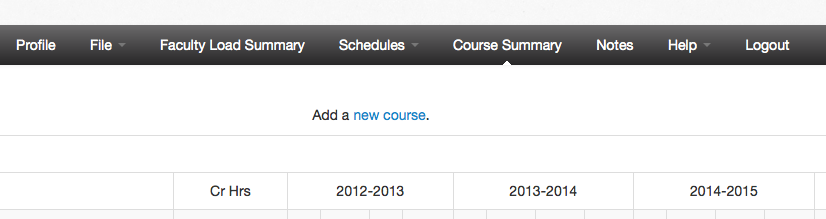 Profile File Faculty Load Summary Schedules Course Summary Notes Help Logout
Add a new course.
Cr Hrs 2012-2013 2013-2014 2014-2015